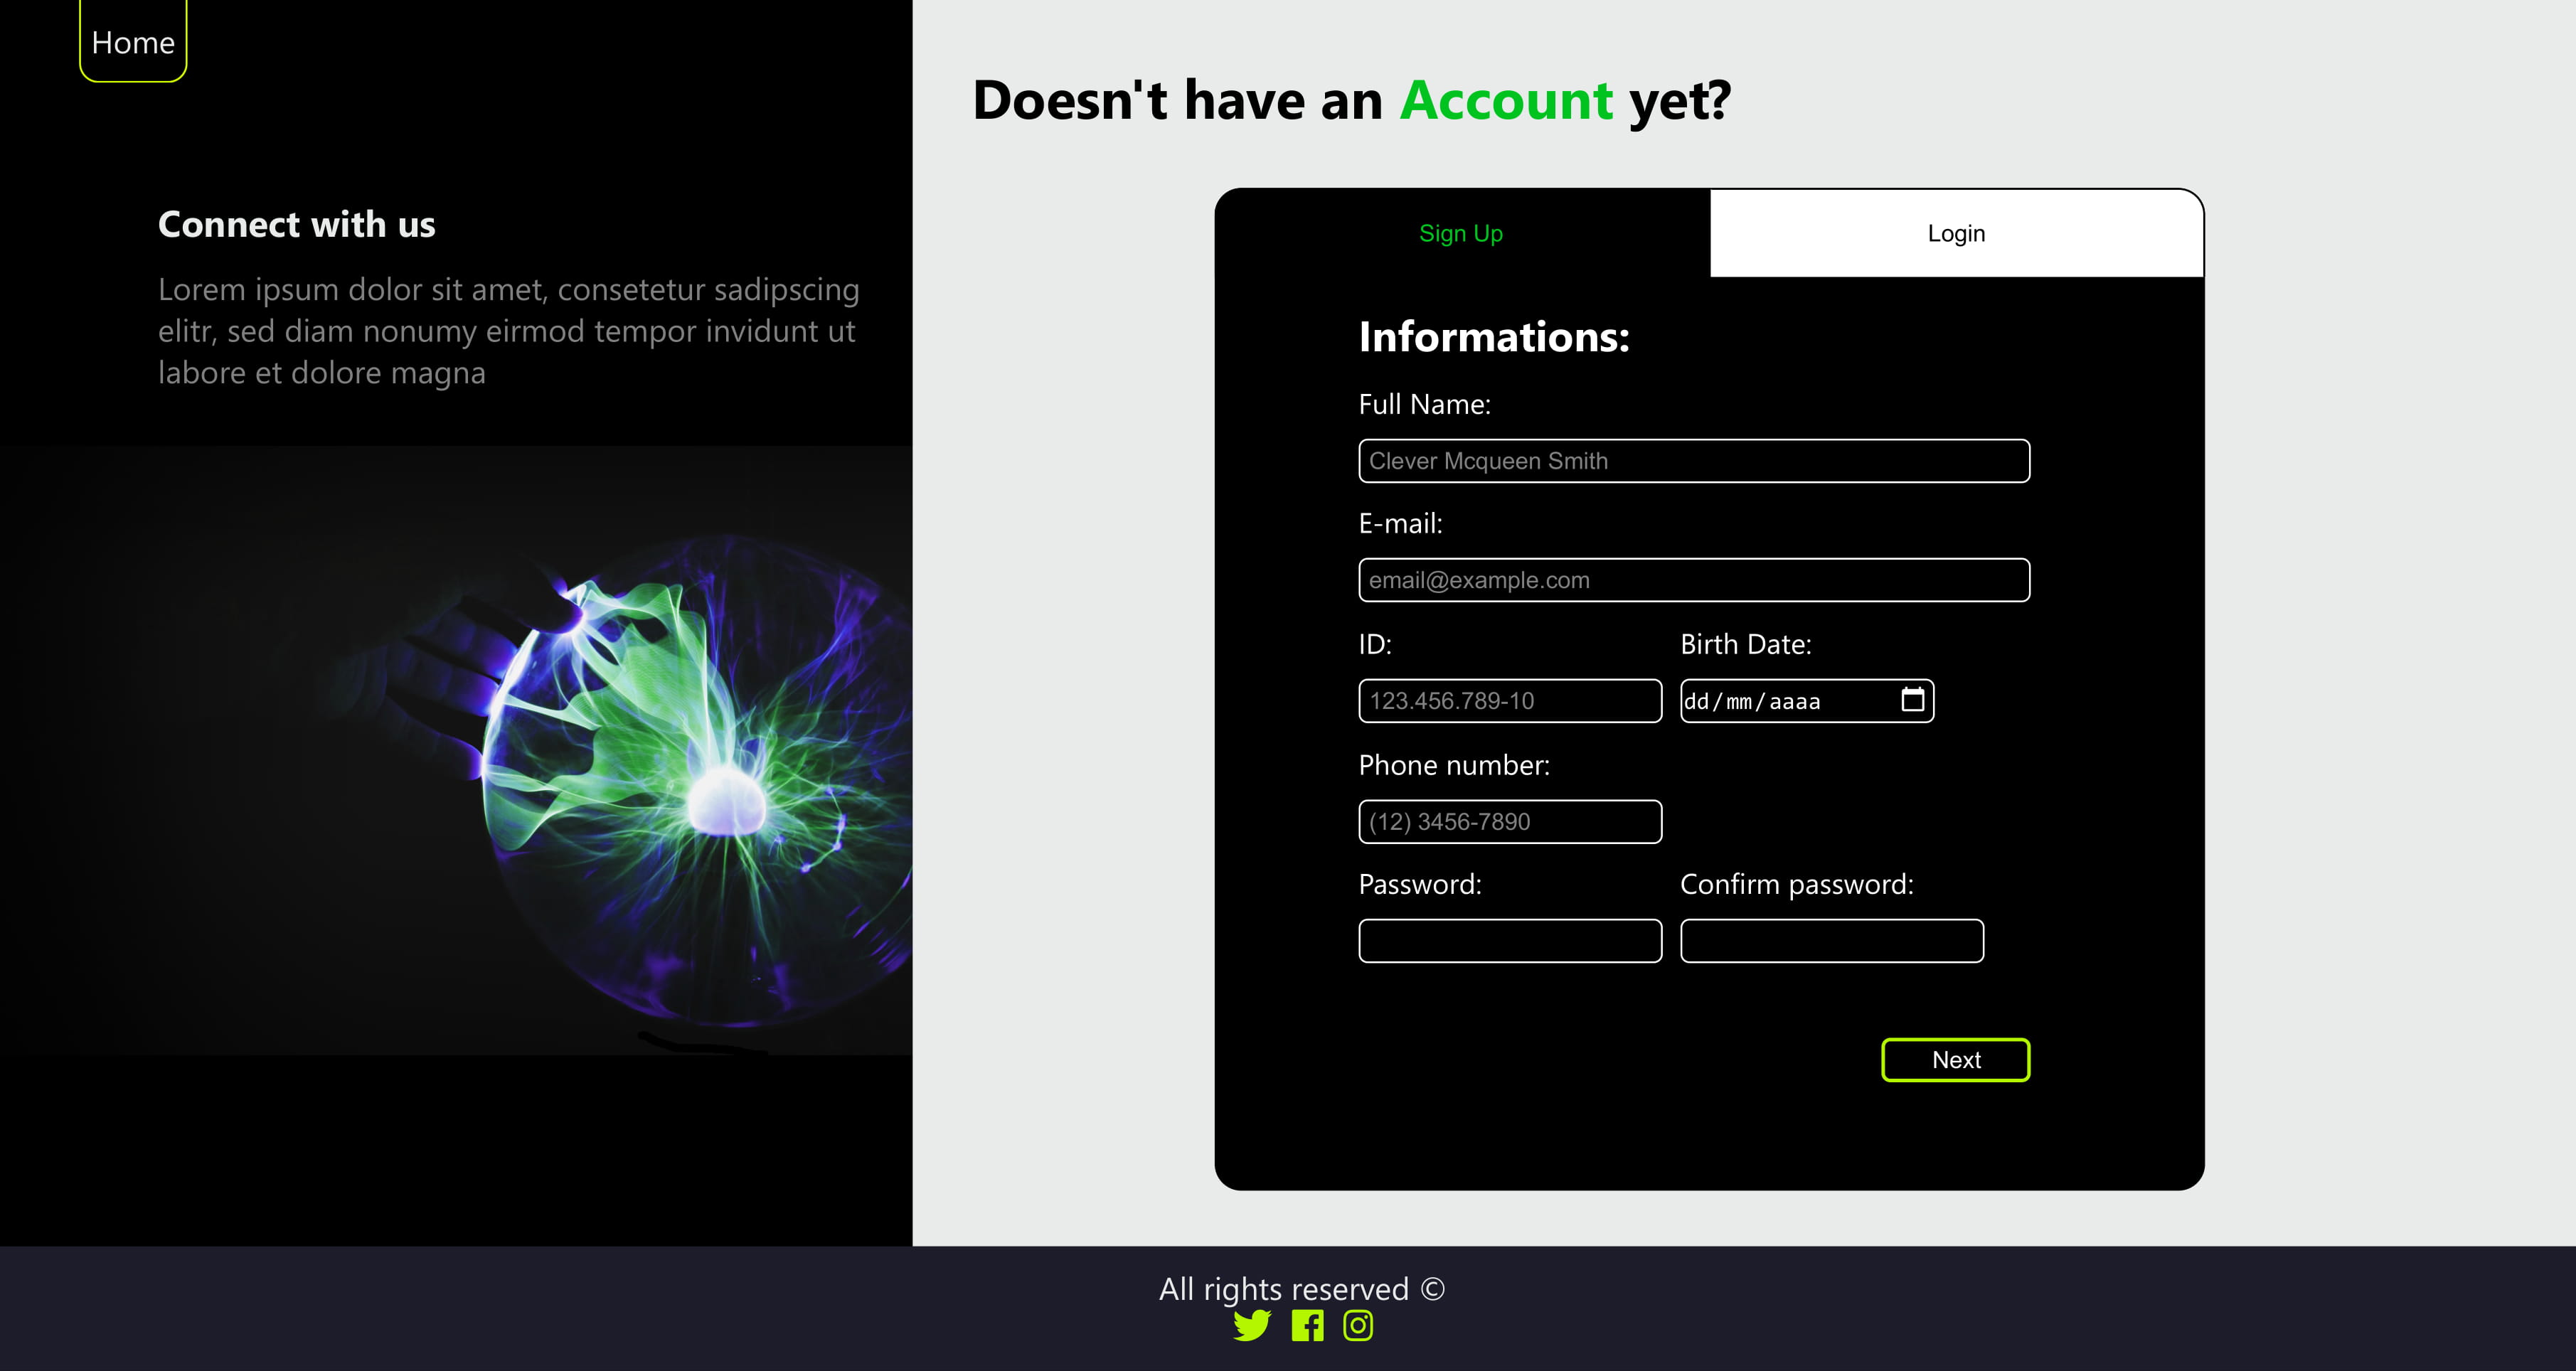 Home
Connect with us
Lorem ipsum dolor sit amet, consetetur sadipscing
elitr, sed diam nonumy eirmod tempor invidunt ut
labore et dolore magna
Doesn't have an Account yet?
Sign Up
Login
Informations:
Full Name:
Clever Mcqueen Smith
E-mail:
email@example.com
ID:
Birth Date:
123.456.789-10
dd/mm/aaaa
Phone number:
(12) 3456-7890
Password:
Confirm password:
Next
All rights reserved ©